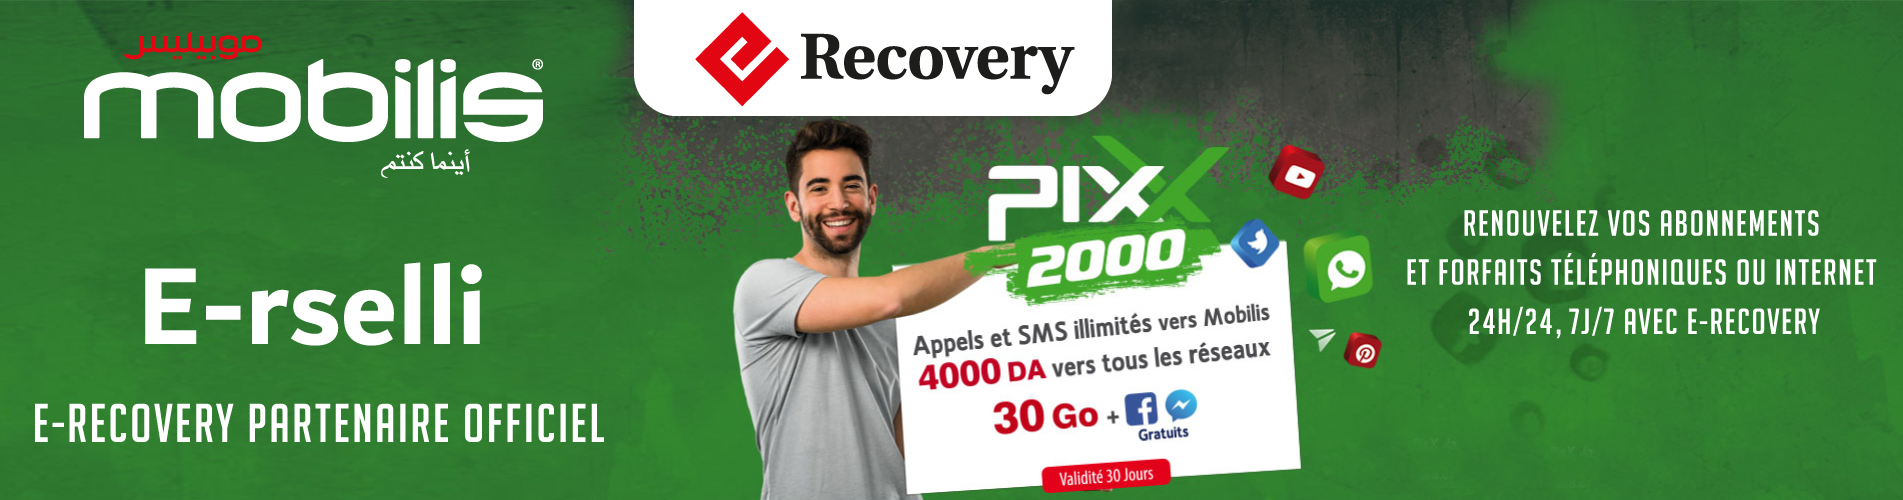 موبيليس
mobilis®
أينما كنتم
E-rselli
E-RECOVERY PARTENAIRE OFFICIEL
e Recovery
PIXX
2000
Appels et SMS illimités vers Mobilis
4000 DA vers tous les réseaux
30 Go +
Gratuits
Validité 30 Jours
RENOUVELEZ VOS ABONNEMENTS
ET FORFAITS TÉLÉPHONIQUES OU INTERNET
24H/24, 7J/7 AVEC E-RECOVERY